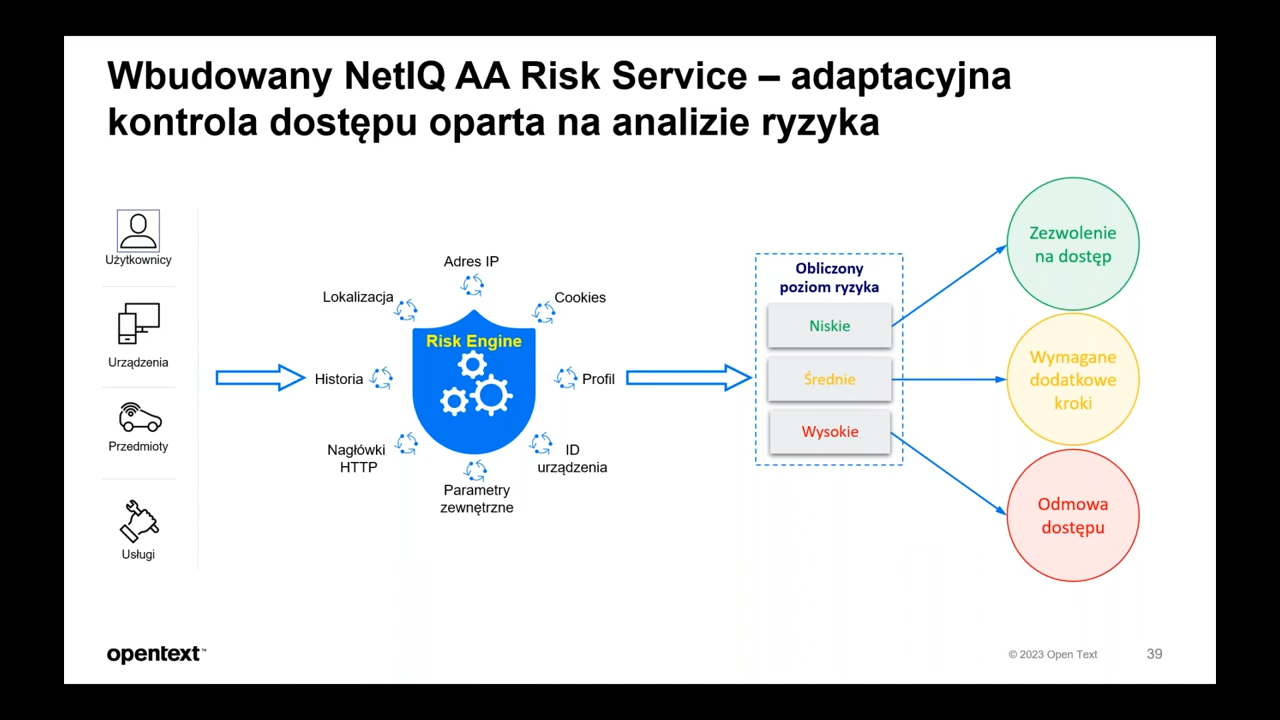 Wbudowany NetIQ AA Risk Service – adaptacyjna
kontrola dostępu oparta na analizie ryzyka
Użytkownicy
Urządzenia
Przedmioty
Usługi
Adres IP
Lokalizacja
Cookies
Risk Engine
Historia
Profil
Nagłówki
HTTP
ID
urządzenia
Parametry
zewnętrzne
Obliczony
poziom ryzyka
Niskie
Średnie
Wysokie
Zezwolenie
na dostęp
Wymagane
dodatkowe
kroki
Odmowa
dostępu
opentext™
© 2023 Open Text
39